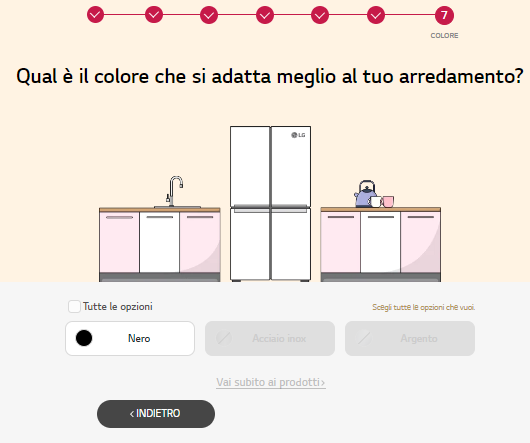 7
COLORE
Qual è il colore che si adatta meglio al tuo arredamento?
LG
Tutte le opzioni
Scegli tutte le opzioni che vuoi.
Nero
Acciaio inox
Argento
Vai subito ai prodotti>
< INDIETRO